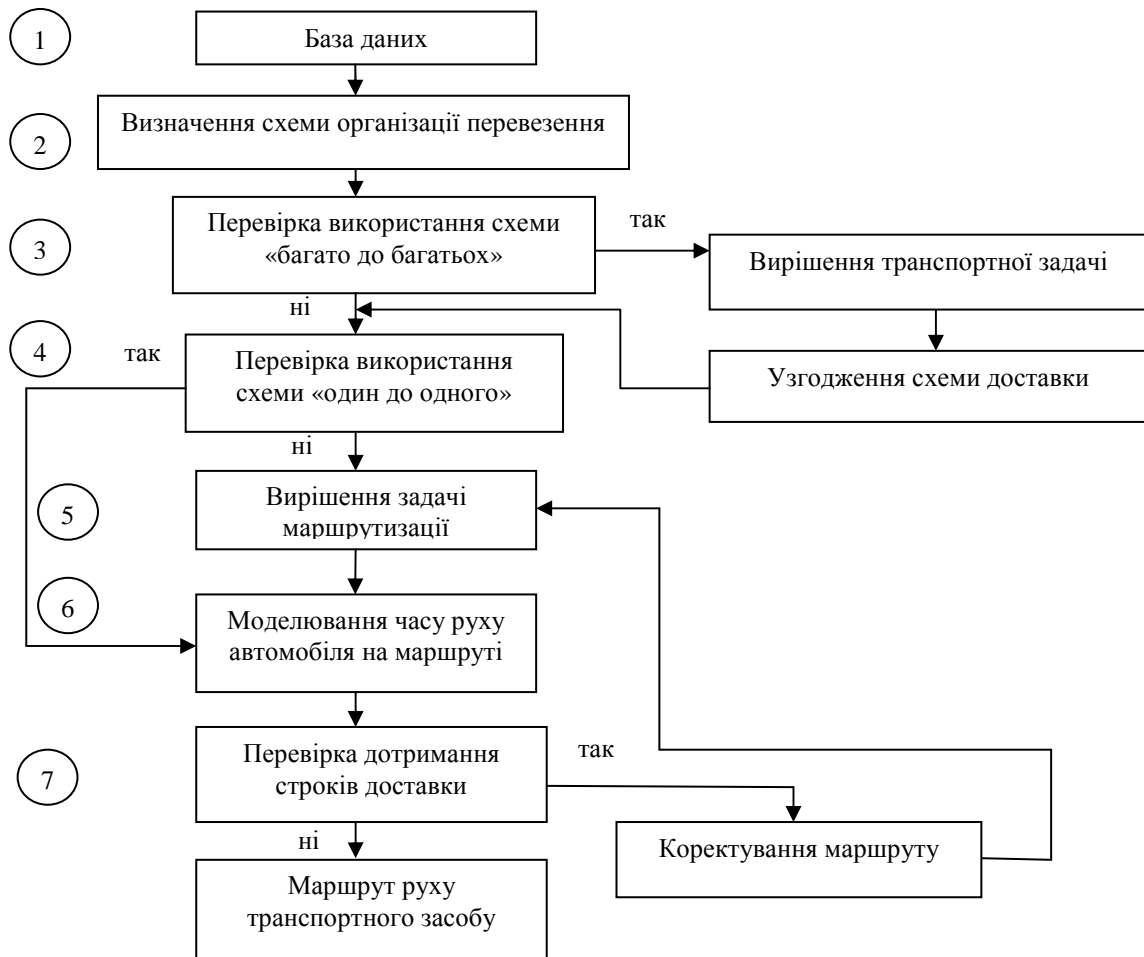 1
База даних
2
Визначення схеми організації перевезення
3
Перевірка використання схеми
«багато до багатьох»
так
Вирішення транспортної задачі
ні
4
так
Перевірка використання
схеми «один до одного»
Узгодження схеми доставки
ні
5
Вирішення задачі
маршрутизації
6
Моделювання часу руху
автомобіля на маршруті
7
Перевірка дотримання
строків доставки
так
ні
Коректування маршруту
Маршрут руху
транспортного засобу